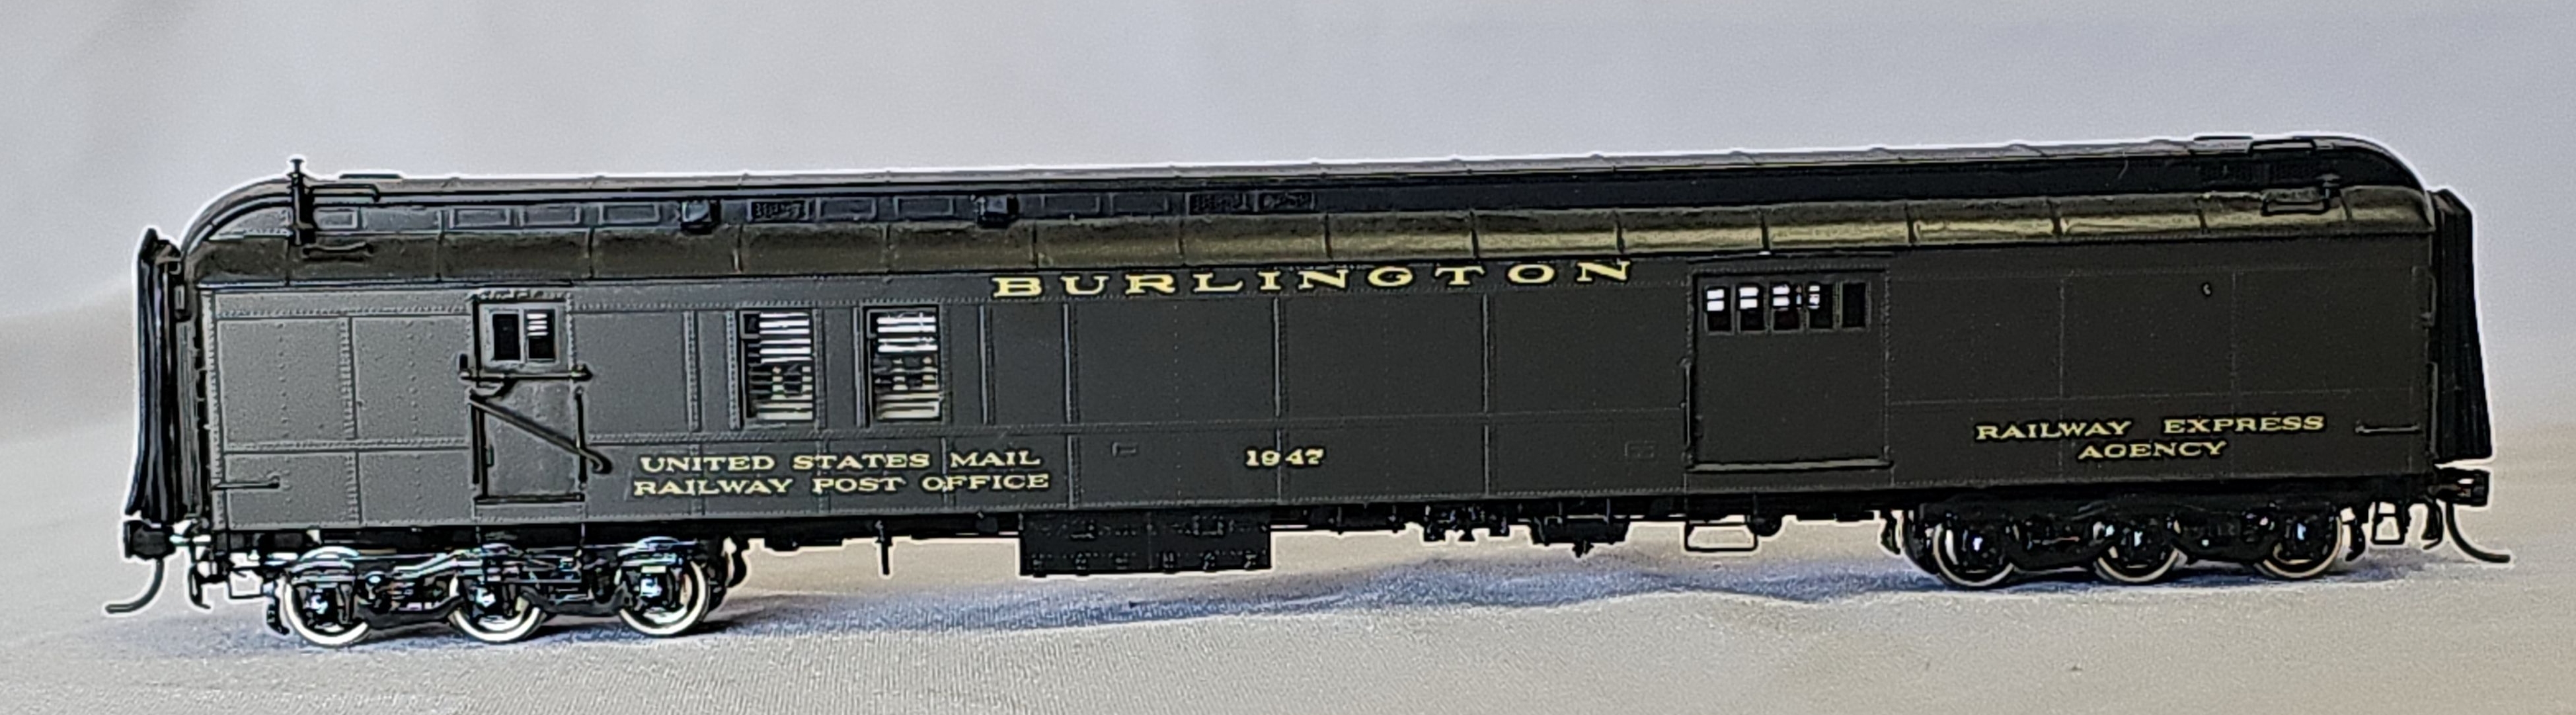 BURLINGTON
UNITED STATES MAIL
RAILWAY POST OFFICE
1947
RAILWAY EXPRESS
AGENCY